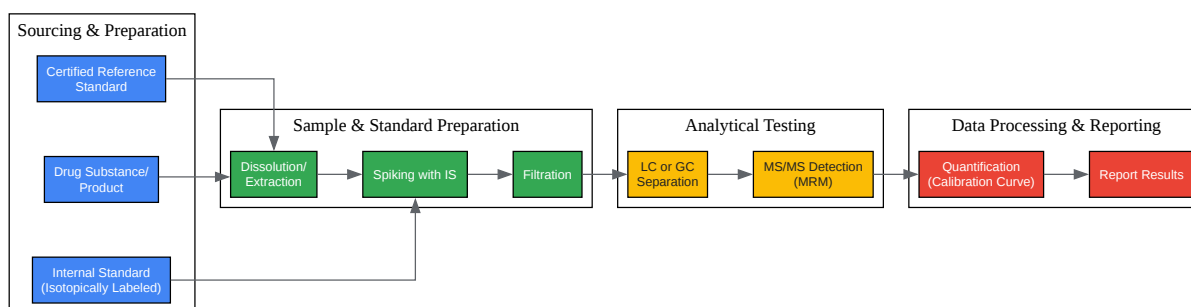 Sourcing & Preparation
Certified Reference
Standard
Drug Substance/
Product
Internal Standard
(Isotopically Labeled)
Sample & Standard Preparation
Dissolution/
Extraction
Spiking with IS
Filtration
Analytical Testing
LC or GC
Separation
MS/MS Detection
(MRM)
Data Processing & Reporting
Quantification
(Calibration Curve)
Report Results